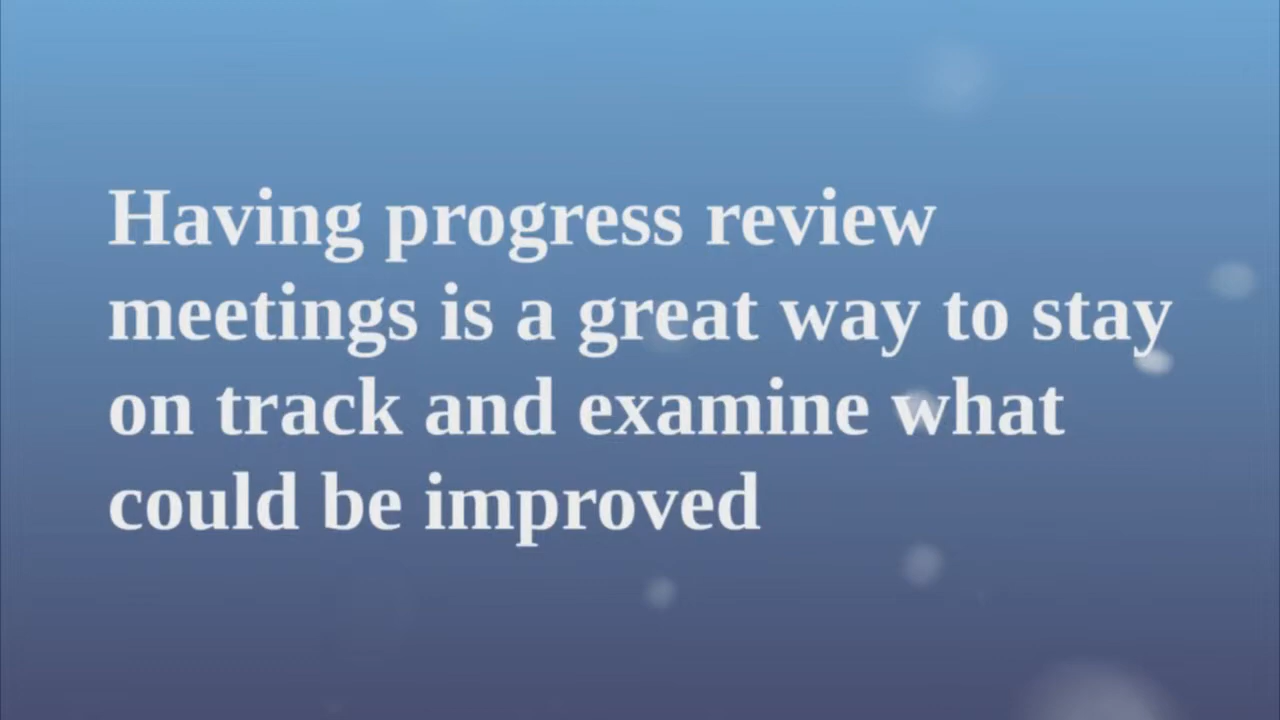 Having progress review
meetings is a great way to stay
on track and examine what
could be improved